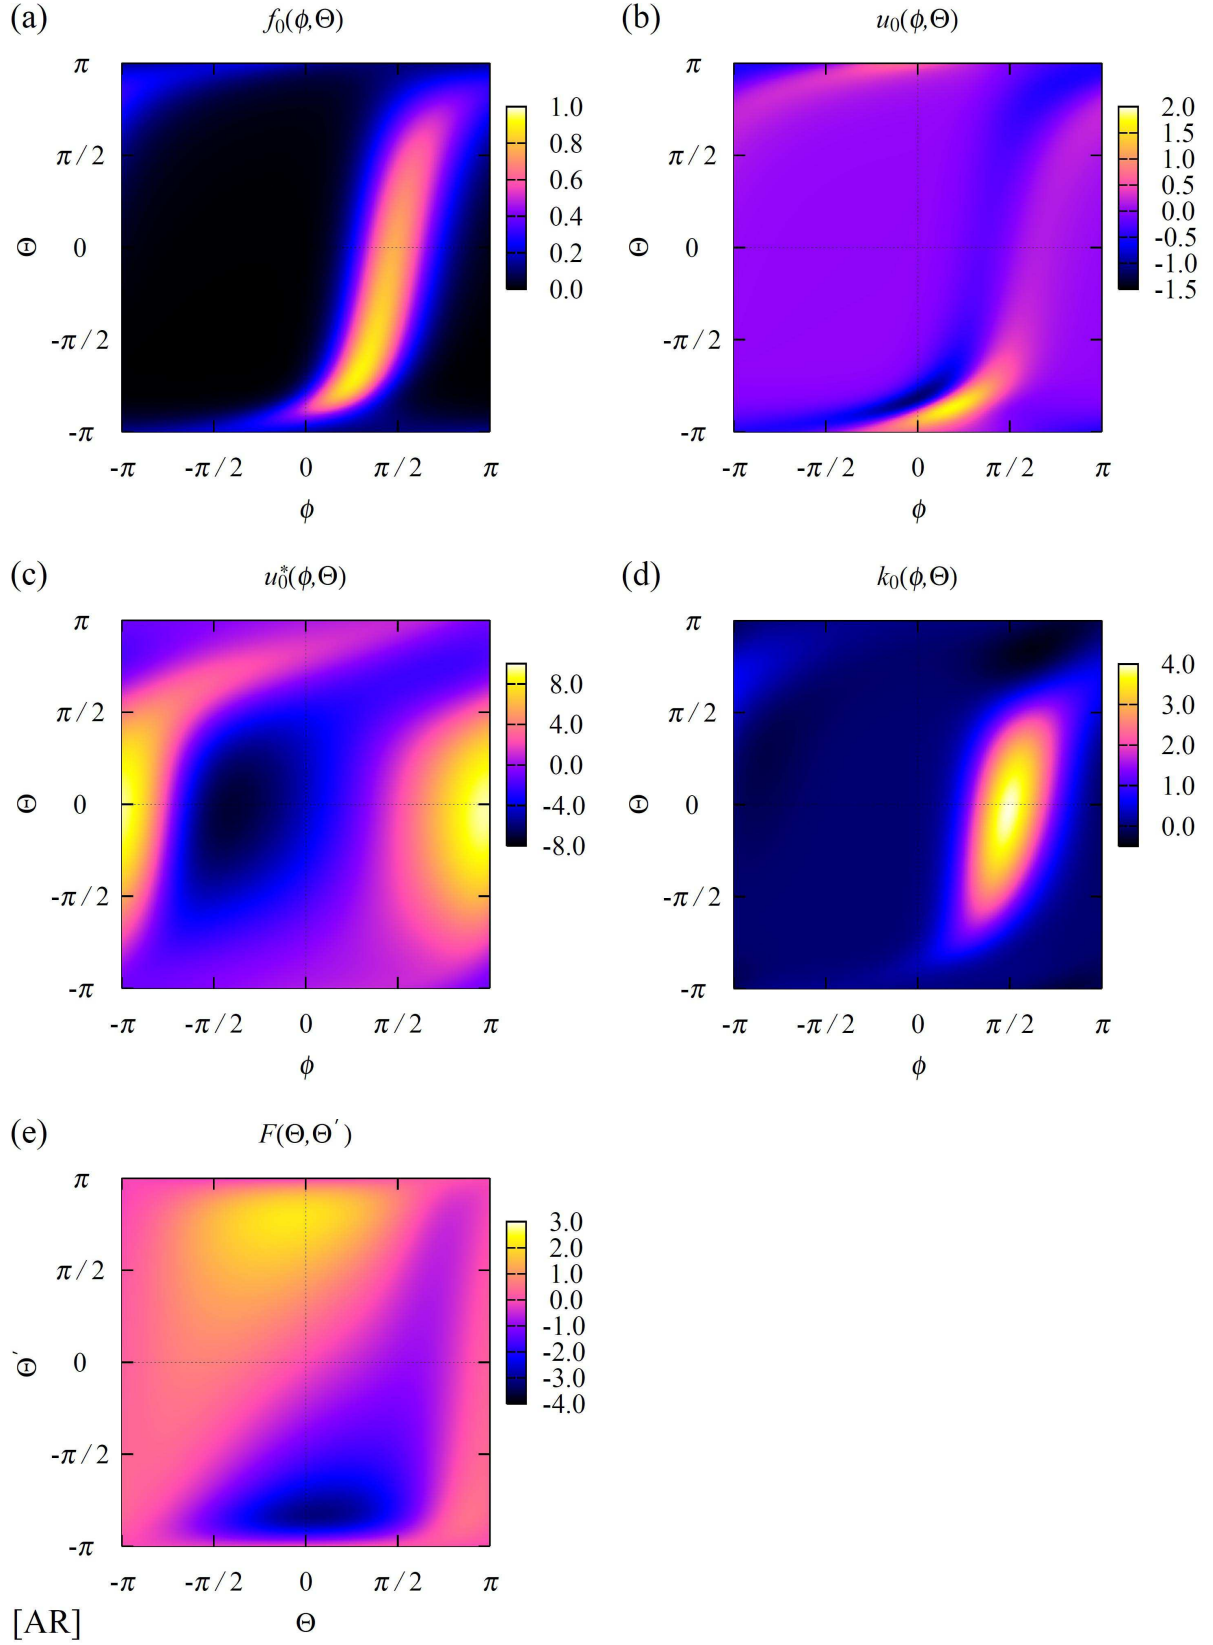 (a)
f₀(ϕ,Θ)
π
π/2
0
-π/2
-π
Θ
-π -π/2 0 π/2 π
ϕ
1.0
0.8
0.6
0.4
0.2
0.0
(b)
u₀(ϕ,Θ)
π
π/2
0
-π/2
-π
Θ
-π -π/2 0 π/2 π
ϕ
2.0
1.5
1.0
0.5
0.0
-0.5
-1.0
-1.5
(c)
u₀*(ϕ,Θ)
π
π/2
0
-π/2
-π
Θ
-π -π/2 0 π/2 π
ϕ
8.0
4.0
0.0
-4.0
-8.0
(d)
k₀(ϕ,Θ)
π
π/2
0
-π/2
-π
Θ
-π -π/2 0 π/2 π
ϕ
4.0
3.0
2.0
1.0
0.0
(e)
F(Θ,Θ′)
π
π/2
0
-π/2
-π
Θ′
-π -π/2 0 π/2 π
Θ
3.0
2.0
1.0
0.0
-1.0
-2.0
-3.0
-4.0
[AR]